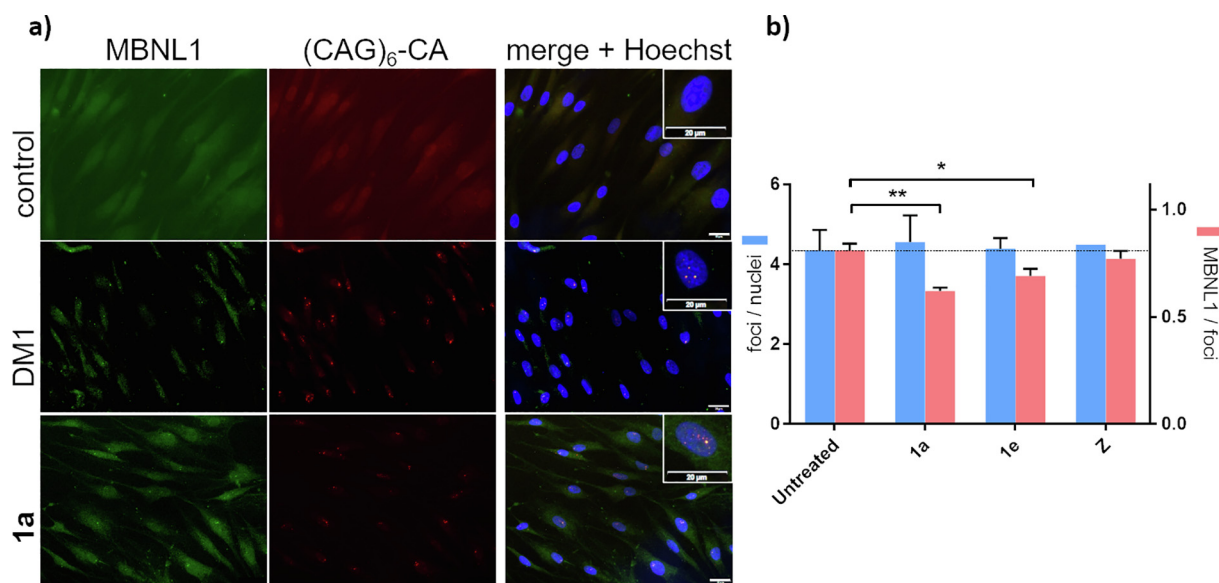 a)
MBNL1
(CAG)6-CA
merge + Hoechst
control
20 µm
DM1
20 µm
1a
20 µm
b)
foci / nuclei
6
4
2
0
*
**
1.0
0.5
0.0
MBNL1 / foci
Untreated
1a
1e
Z